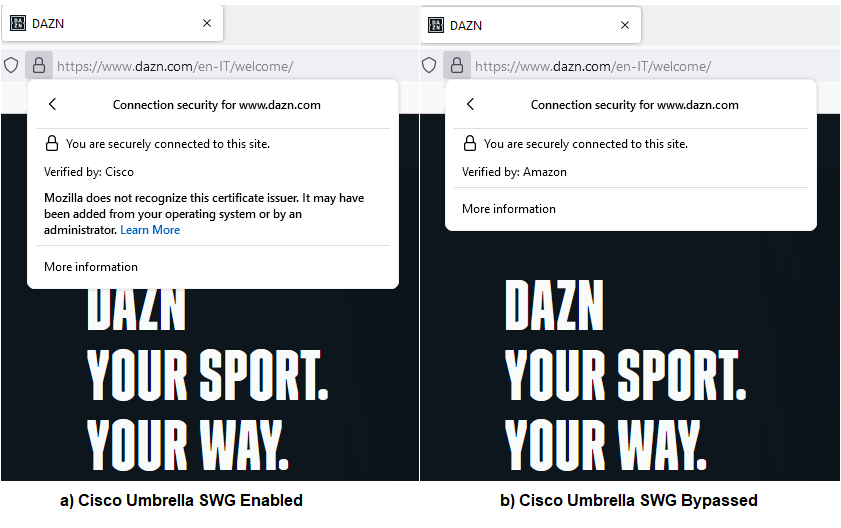 DAZN
https://www.dazn.com/en-IT/welcome/
Connection security for www.dazn.com
You are securely connected to this site.
Verified by: Cisco
Mozilla does not recognize this certificate issuer. It may have
been added from your operating system or by an
administrator. Learn More
More information
DAZN
YOUR SPORT.
YOUR WAY.
a) Cisco Umbrella SWG Enabled
DAZN
https://www.dazn.com/en-IT/welcome/
Connection security for www.dazn.com
You are securely connected to this site.
Verified by: Amazon
More information
DAZN
YOUR SPORT.
YOUR WAY.
b) Cisco Umbrella SWG Bypassed